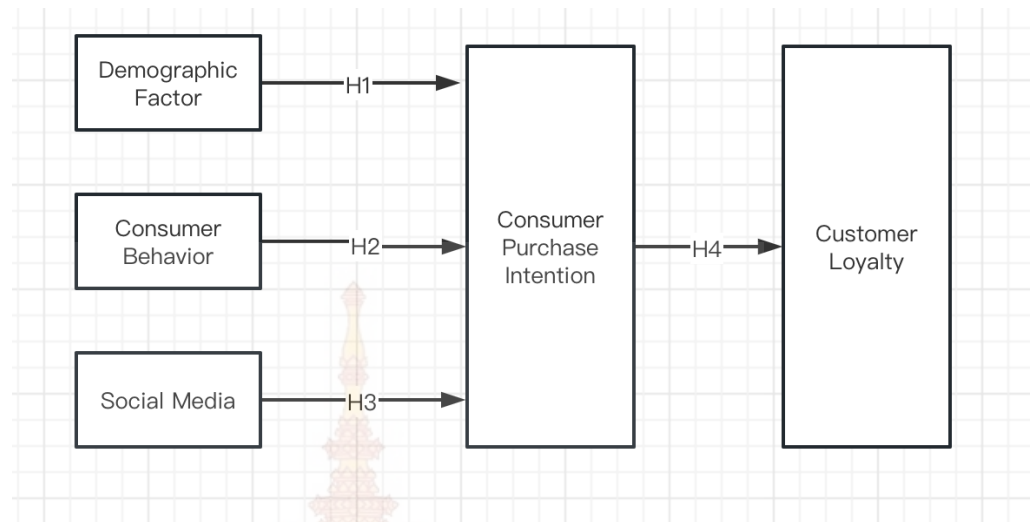 Demographic
Factor
H1
Consumer
Behavior
H2
Social Media
H3
Consumer
Purchase
Intention
H4
Customer
Loyalty